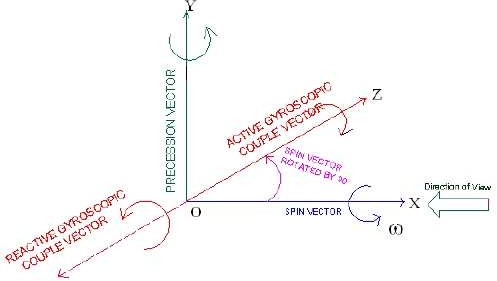 Y
PRECESSION VECTOR
ACTIVE GYROSCOPIC
COUPLE VECTOR
Z
SPIN VECTOR
ROTATED BY 90
Direction of View
O
SPIN VECTOR
X
ω
REACTIVE GYROSCOPIC
COUPLE VECTOR